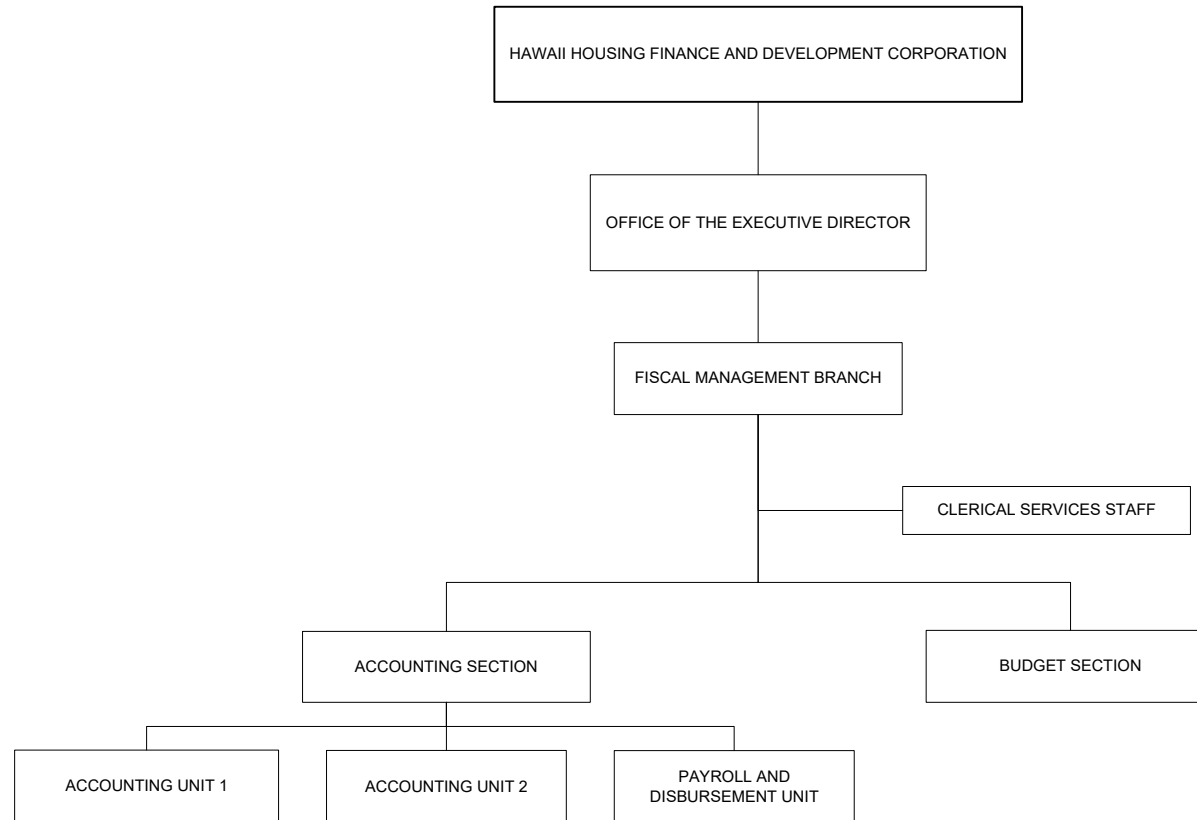 HAWAII HOUSING FINANCE AND DEVELOPMENT CORPORATION
OFFICE OF THE EXECUTIVE DIRECTOR
FISCAL MANAGEMENT BRANCH
CLERICAL SERVICES STAFF
ACCOUNTING SECTION
BUDGET SECTION
ACCOUNTING UNIT 1
ACCOUNTING UNIT 2
PAYROLL AND
DISBURSEMENT UNIT